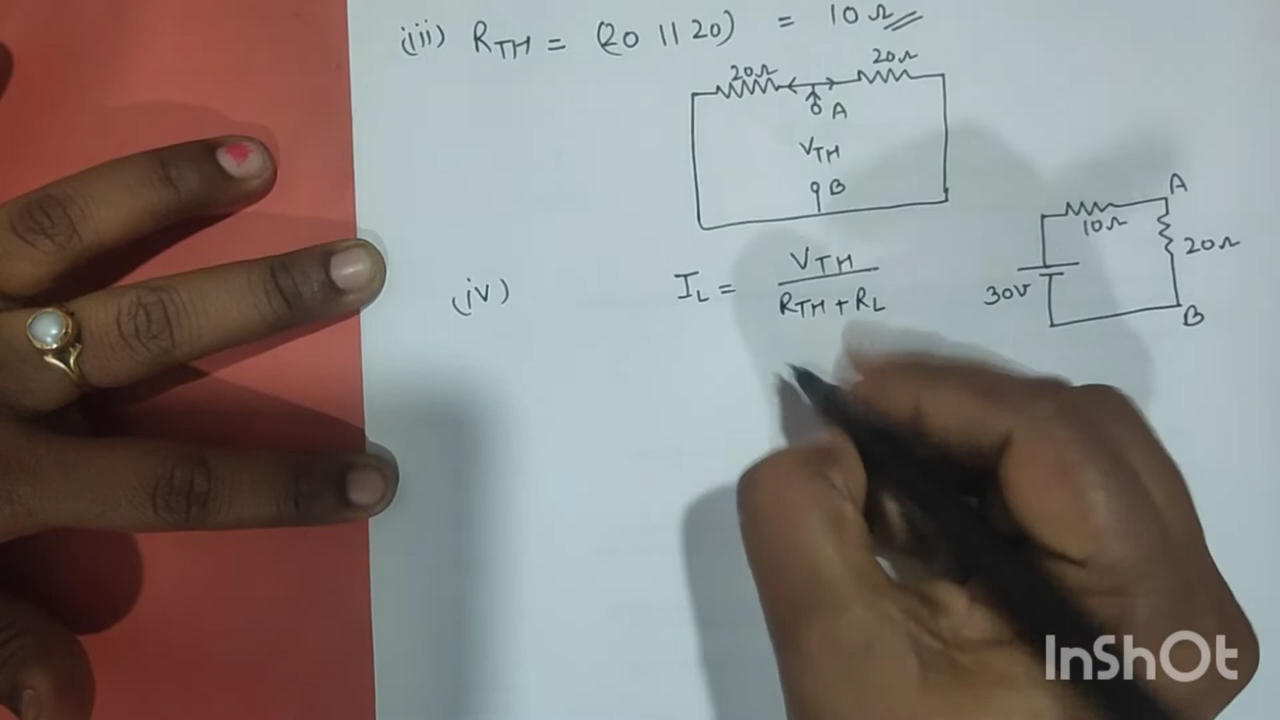 (iii) RTH = (20 || 20) = 10Ω
20Ω 20Ω
A
VTH
B
(iv) IL = VTH / RTH + RL
A
10Ω
20Ω
30V
B
InShOt